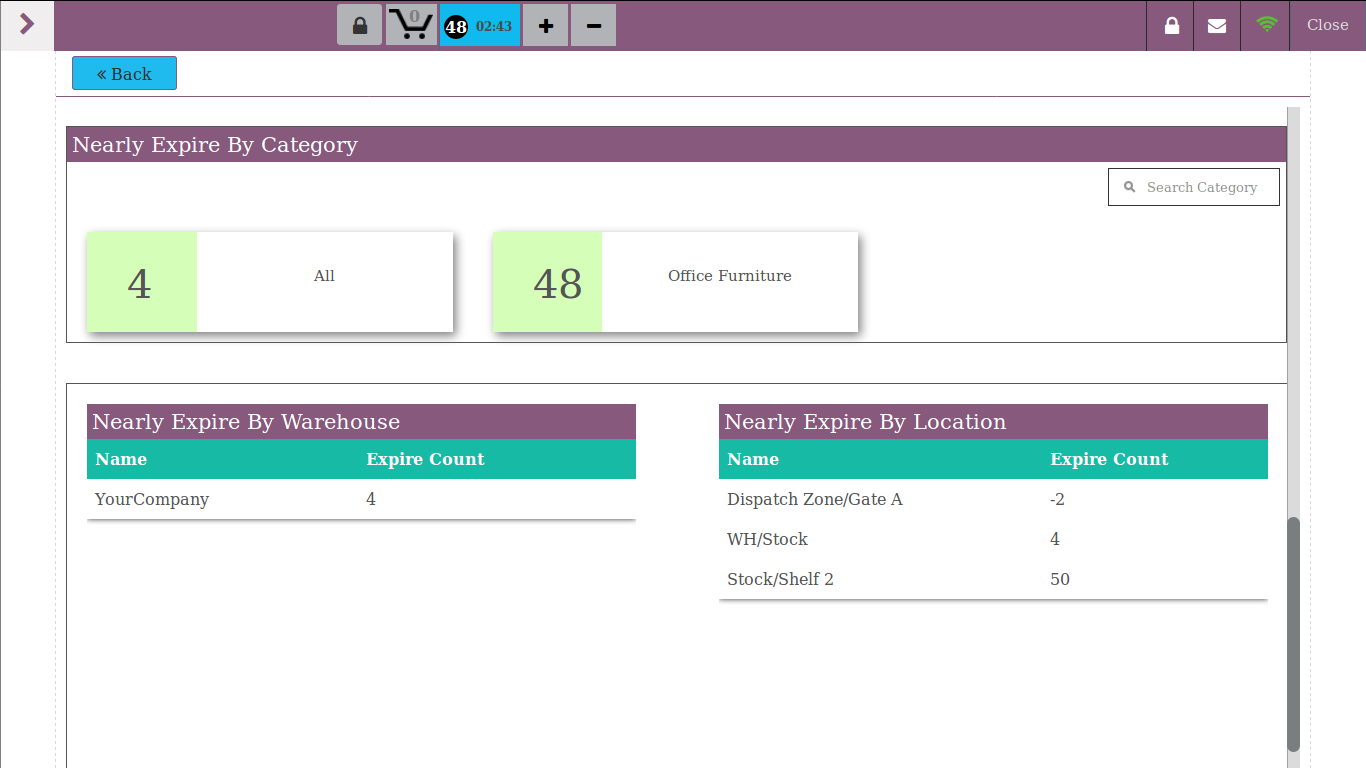 0
48 02:43
Close
Back
Nearly Expire By Category
Search Category
4 All
48 Office Furniture
Nearly Expire By Warehouse
Name Expire Count
YourCompany 4
Nearly Expire By Location
Name Expire Count
Dispatch Zone/Gate A -2
WH/Stock 4
Stock/Shelf 2 50